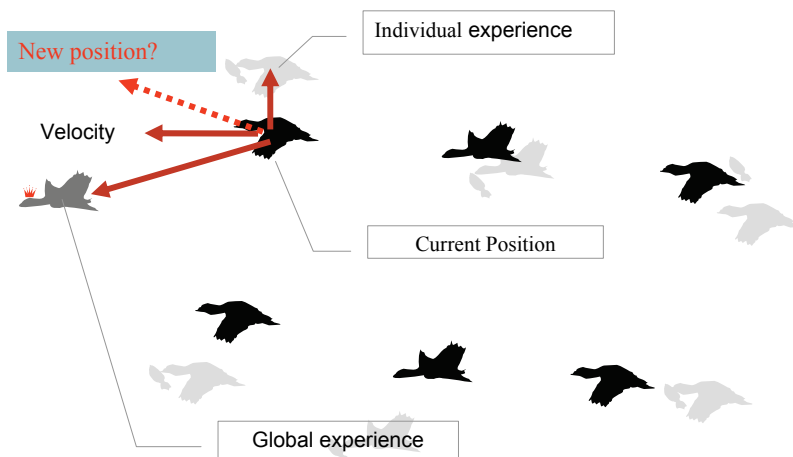 New position?
Individual experience
Velocity
Current Position
Global experience